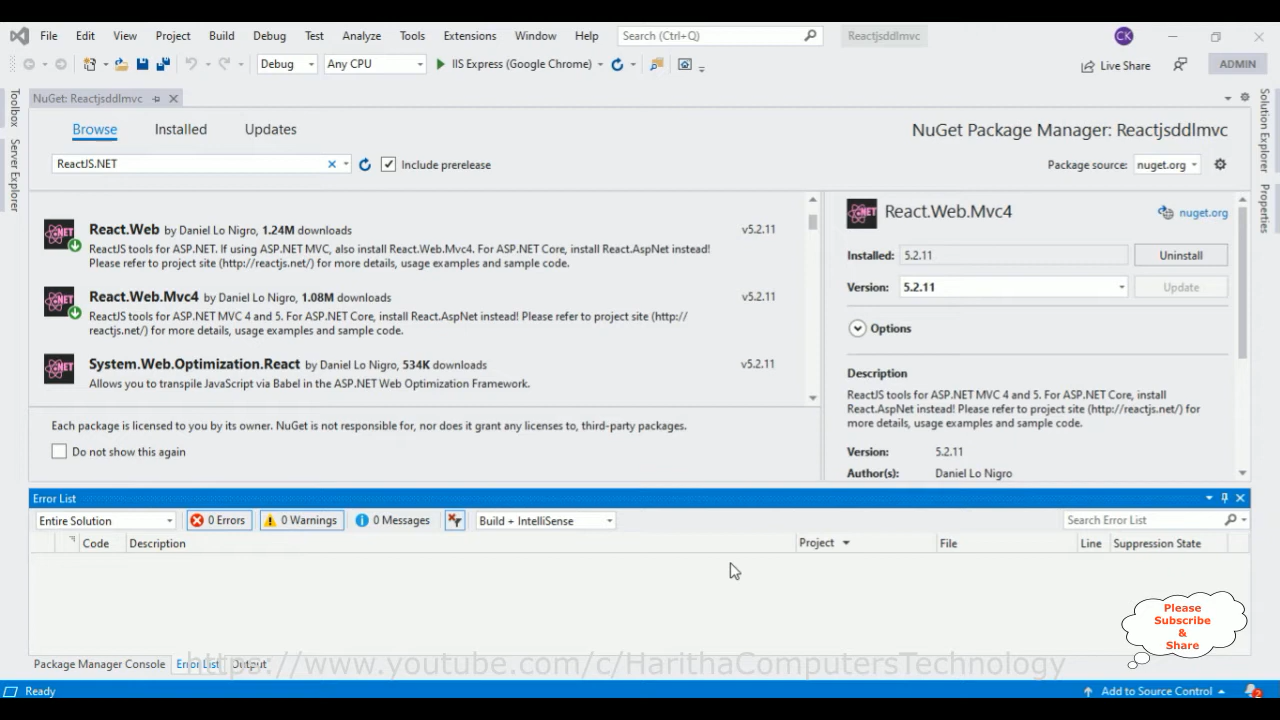 File Edit View Project Build Debug Test Analyze Tools Extensions Window Help Search (Ctrl+Q) Reactjsddlmvc CK
Debug Any CPU IIS Express (Google Chrome) Live Share ADMIN
NuGet: Reactjsddlmvc
Toolbox
Server Explorer
Solution Explorer
Properties
Browse Installed Updates NuGet Package Manager: Reactjsddlmvc
ReactJS.NET Include prerelease Package source: nuget.org
React.Web by Daniel Lo Nigro, 1.24M downloads v5.2.11
ReactJS tools for ASP.NET. If using ASP.NET MVC, also install React.Web.Mvc4. For ASP.NET Core, install React.AspNet instead!
Please refer to project site (http://reactjs.net/) for more details, usage examples and sample code.
React.Web.Mvc4 by Daniel Lo Nigro, 1.08M downloads v5.2.11
ReactJS tools for ASP.NET MVC 4 and 5. For ASP.NET Core, install React.AspNet instead! Please refer to project site (http://
reactjs.net/) for more details, usage examples and sample code.
System.Web.Optimization.React by Daniel Lo Nigro, 534K downloads v5.2.11
Allows you to transpile JavaScript via Babel in the ASP.NET Web Optimization Framework.
Each package is licensed to you by its owner. NuGet is not responsible for, nor does it grant any licenses to, third-party packages.
Do not show this again
.NET React.Web.Mvc4 nuget.org
Installed: 5.2.11 Uninstall
Version: 5.2.11 Update
Options
Description
ReactJS tools for ASP.NET MVC 4 and 5. For ASP.NET Core, install
React.AspNet instead! Please refer to project site (http://reactjs.net/) for
more details, usage examples and sample code.
Version: 5.2.11
Author(s): Daniel Lo Nigro
Error List
Entire Solution 0 Errors 0 Warnings 0 Messages Build + IntelliSense Search Error List
Code Description Project File Line Suppression State
Please
Subscribe
&
Share
Package Manager Console Error List Output
https://www.youtube.com/c/HarithaComputersTechnology
Ready Add to Source Control 2